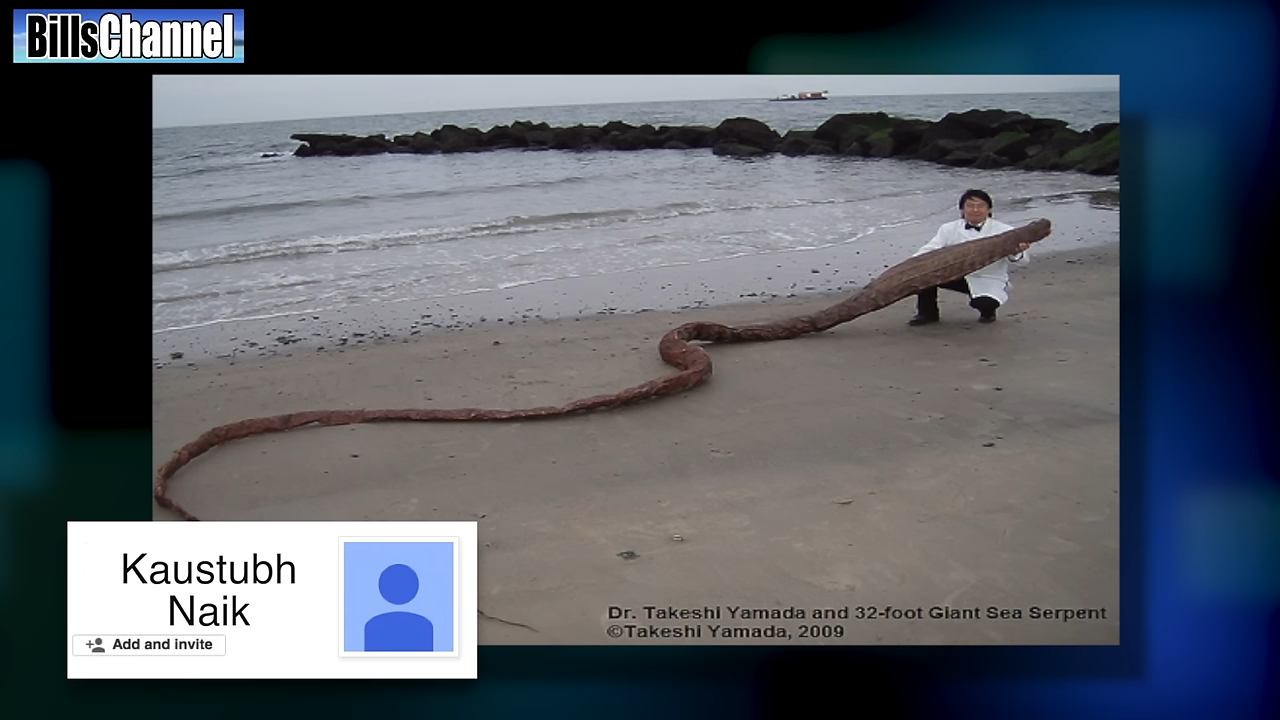 BillsChannel
Kaustubh
Naik
Add and invite
Dr. Takeshi Yamada and 32-foot Giant Sea Serpent
©Takeshi Yamada, 2009